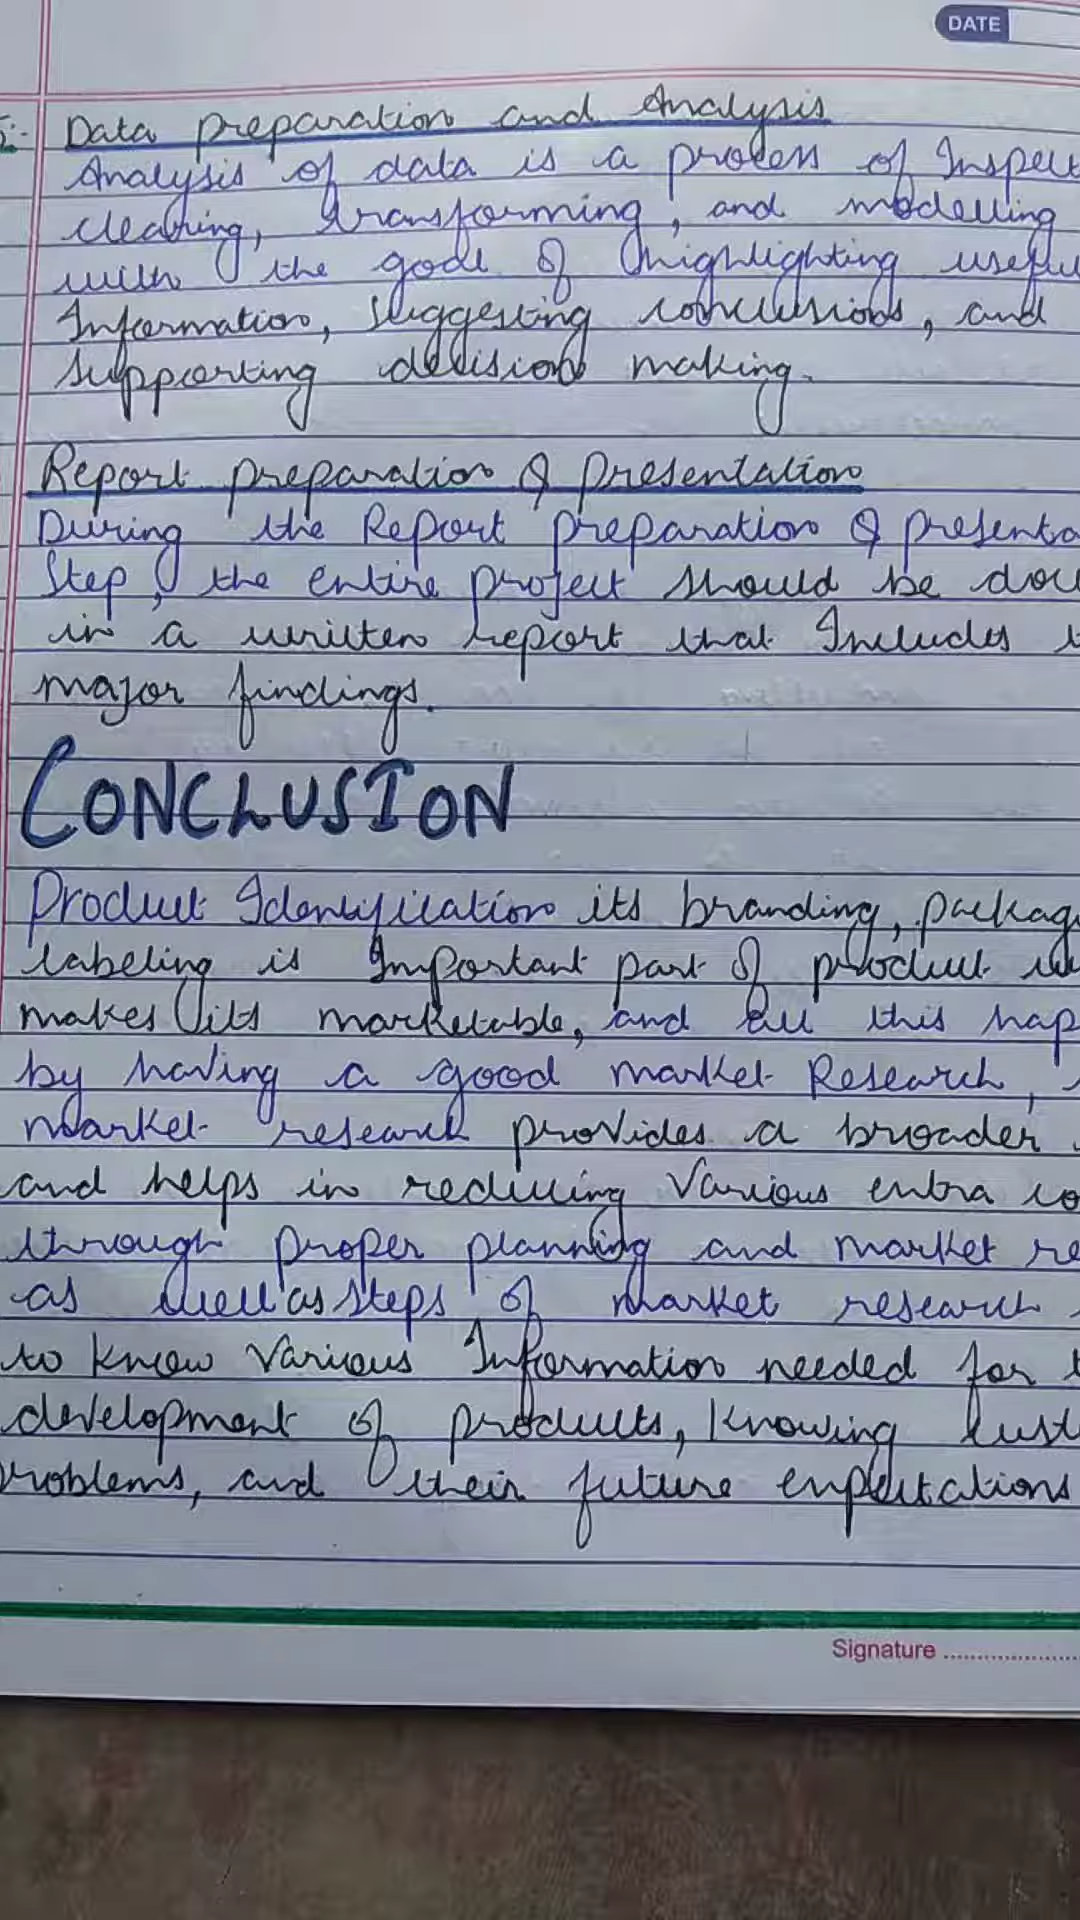 DATE
5:- Data preparation and Analysis
Analysis of data is a process of Inspect
cleaning, transforming, and modelling
with the goal of highlighting usefu
Information, suggesting conclusions, and
supporting decision making.
Report preparation & presentation
During the Report preparation & presenta
Step, the entire project should be docu
in a written report that Includes t
major findings.
CONCLUSION
Product Identification its branding, packag
labeling is Important part of product w
makes its marketable, and all this hap
by having a good market Research,
market research provides a broader
and helps in reducing various extra co
through proper planning and market re
as well as steps of market research
to know various Information needed for t
development of products, knowing custo
problems, and their future expectations
Signature